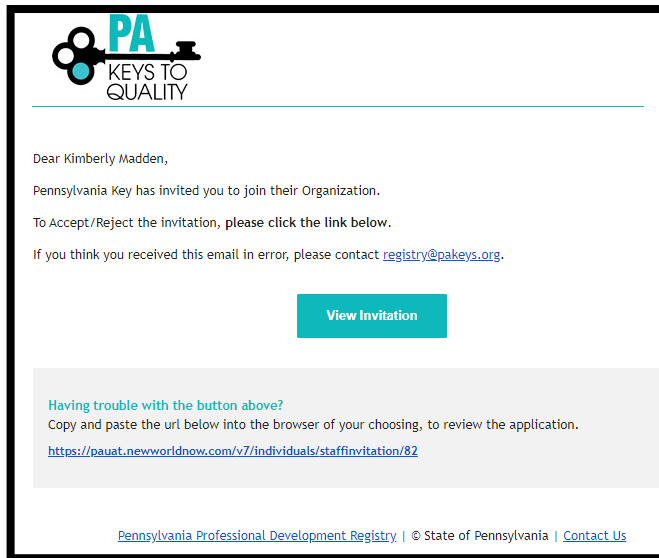 PA
KEYS TO
QUALITY
Dear Kimberly Madden,
Pennsylvania Key has invited you to join their Organization.
To Accept/Reject the invitation, please click the link below.
If you think you received this email in error, please contact registry@pakeys.org.
View Invitation
Having trouble with the button above?
Copy and paste the url below into the browser of your choosing, to review the application.
https://pauat.newworldnow.com/v7/individuals/staffinvitation/82
Pennsylvania Professional Development Registry | © State of Pennsylvania | Contact Us